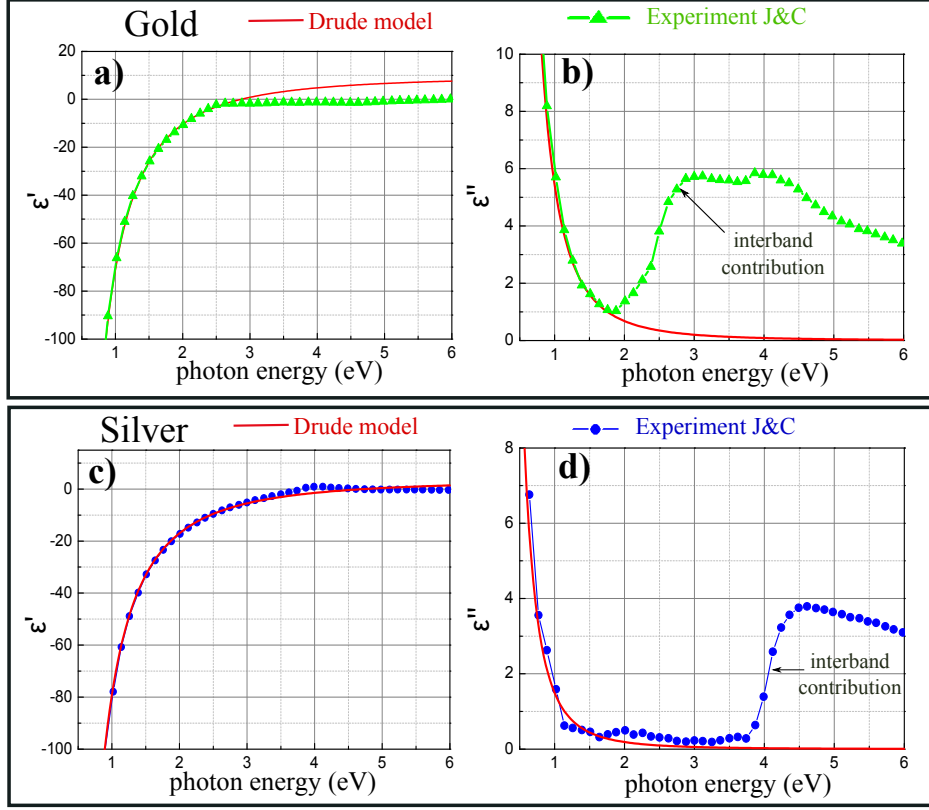 Gold
Drude model
Experiment J&C
a)
20
0
-20
-40
-60
-80
-100
ε'
1 2 3 4 5 6
photon energy (eV)
b)
10
8
6
4
2
0
ε''
interband
contribution
1 2 3 4 5 6
photon energy (eV)
Silver
Drude model
Experiment J&C
c)
0
-20
-40
-60
-80
-100
ε'
1 2 3 4 5 6
photon energy (eV)
d)
8
6
4
2
0
ε''
interband
contribution
1 2 3 4 5 6
photon energy (eV)